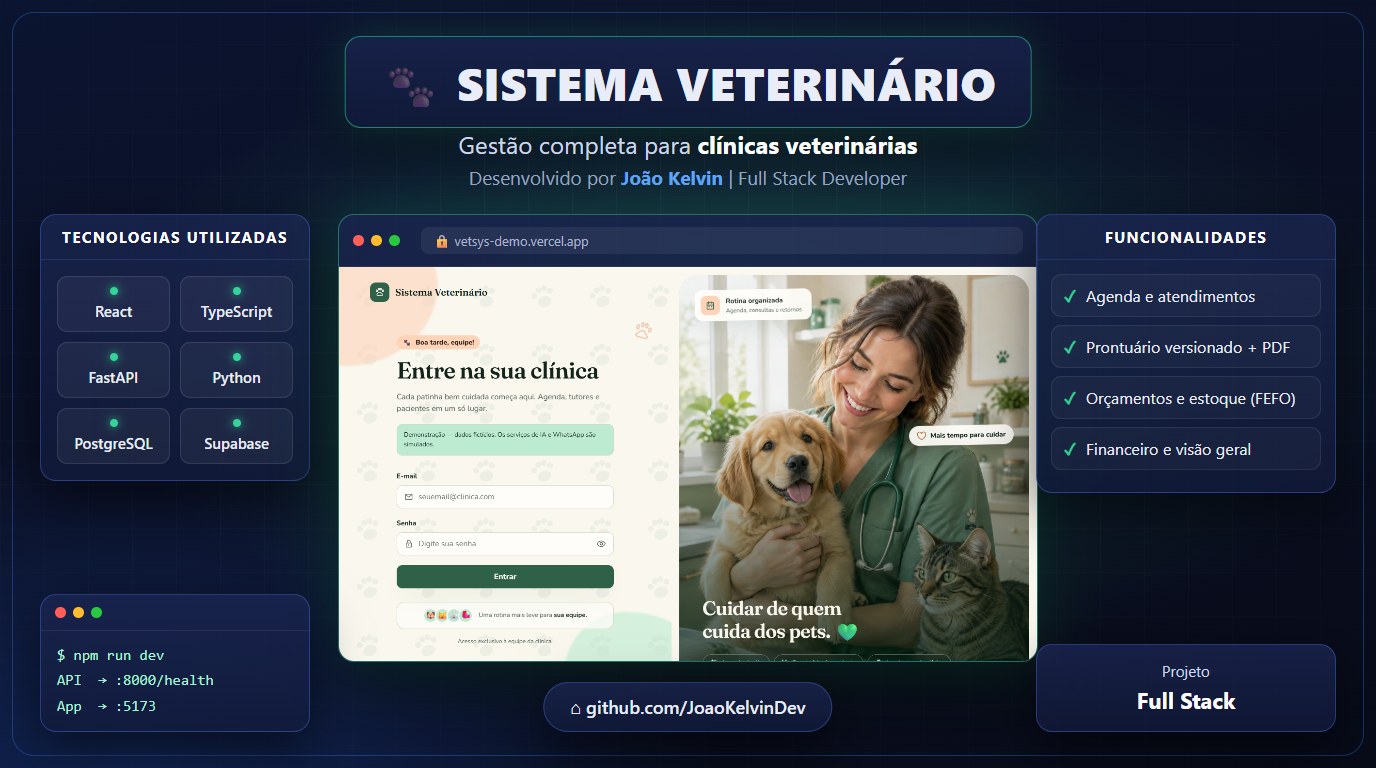 SISTEMA VETERINÁRIO
Gestão completa para clínicas veterinárias
Desenvolvido por João Kelvin | Full Stack Developer
TECNOLOGIAS UTILIZADAS
React
TypeScript
FastAPI
Python
PostgreSQL
Supabase
$ npm run dev
API → :8000/health
App → :5173
vetsys-demo.vercel.app
Sistema Veterinário
Boa tarde, equipe!
Entre na sua clínica
Cada patinha bem cuidada começa aqui. Agenda, tutores e
pacientes em um só lugar.
Demonstração — dados fictícios. Os serviços de IA e WhatsApp são
simulados.
E-mail
seuemail@clinica.com
Senha
Digite sua senha
Entrar
Uma rotina mais leve para sua equipe.
Acesso exclusivo à equipe da clínica.
Rotina organizada
Agenda, consultas e retornos
Mais tempo para cuidar
Cuidar de quem
cuida dos pets. 💚
FUNCIONALIDADES
✓ Agenda e atendimentos
✓ Prontuário versionado + PDF
✓ Orçamentos e estoque (FEFO)
✓ Financeiro e visão geral
Projeto
Full Stack
⌂ github.com/JoaoKelvinDev